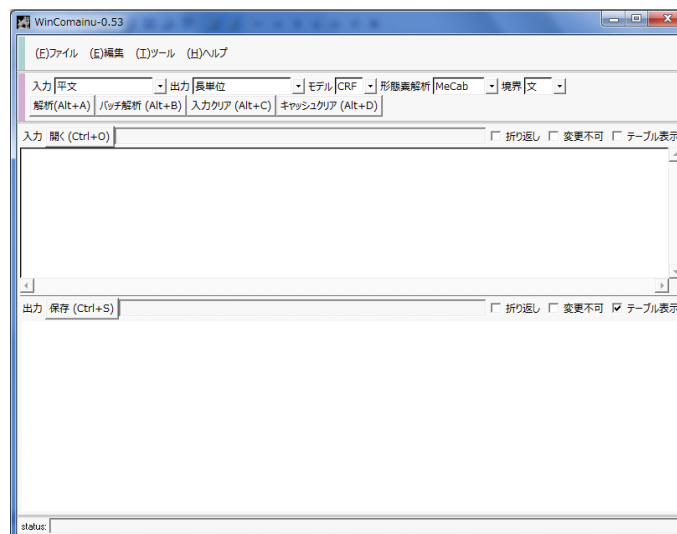 WinComainu-0.53
(F)ファイル (E)編集 (T)ツール (H)ヘルプ
入力 平文 出力 長単位 モデル CRF 形態素解析 MeCab 境界 文
解析(Alt+A) バッチ解析 (Alt+B) 入力クリア (Alt+C) キャッシュクリア (Alt+D)
入力 開く (Ctrl+O) 折り返し 変更不可 テーブル表示
出力 保存 (Ctrl+S) 折り返し 変更不可 テーブル表示
status: